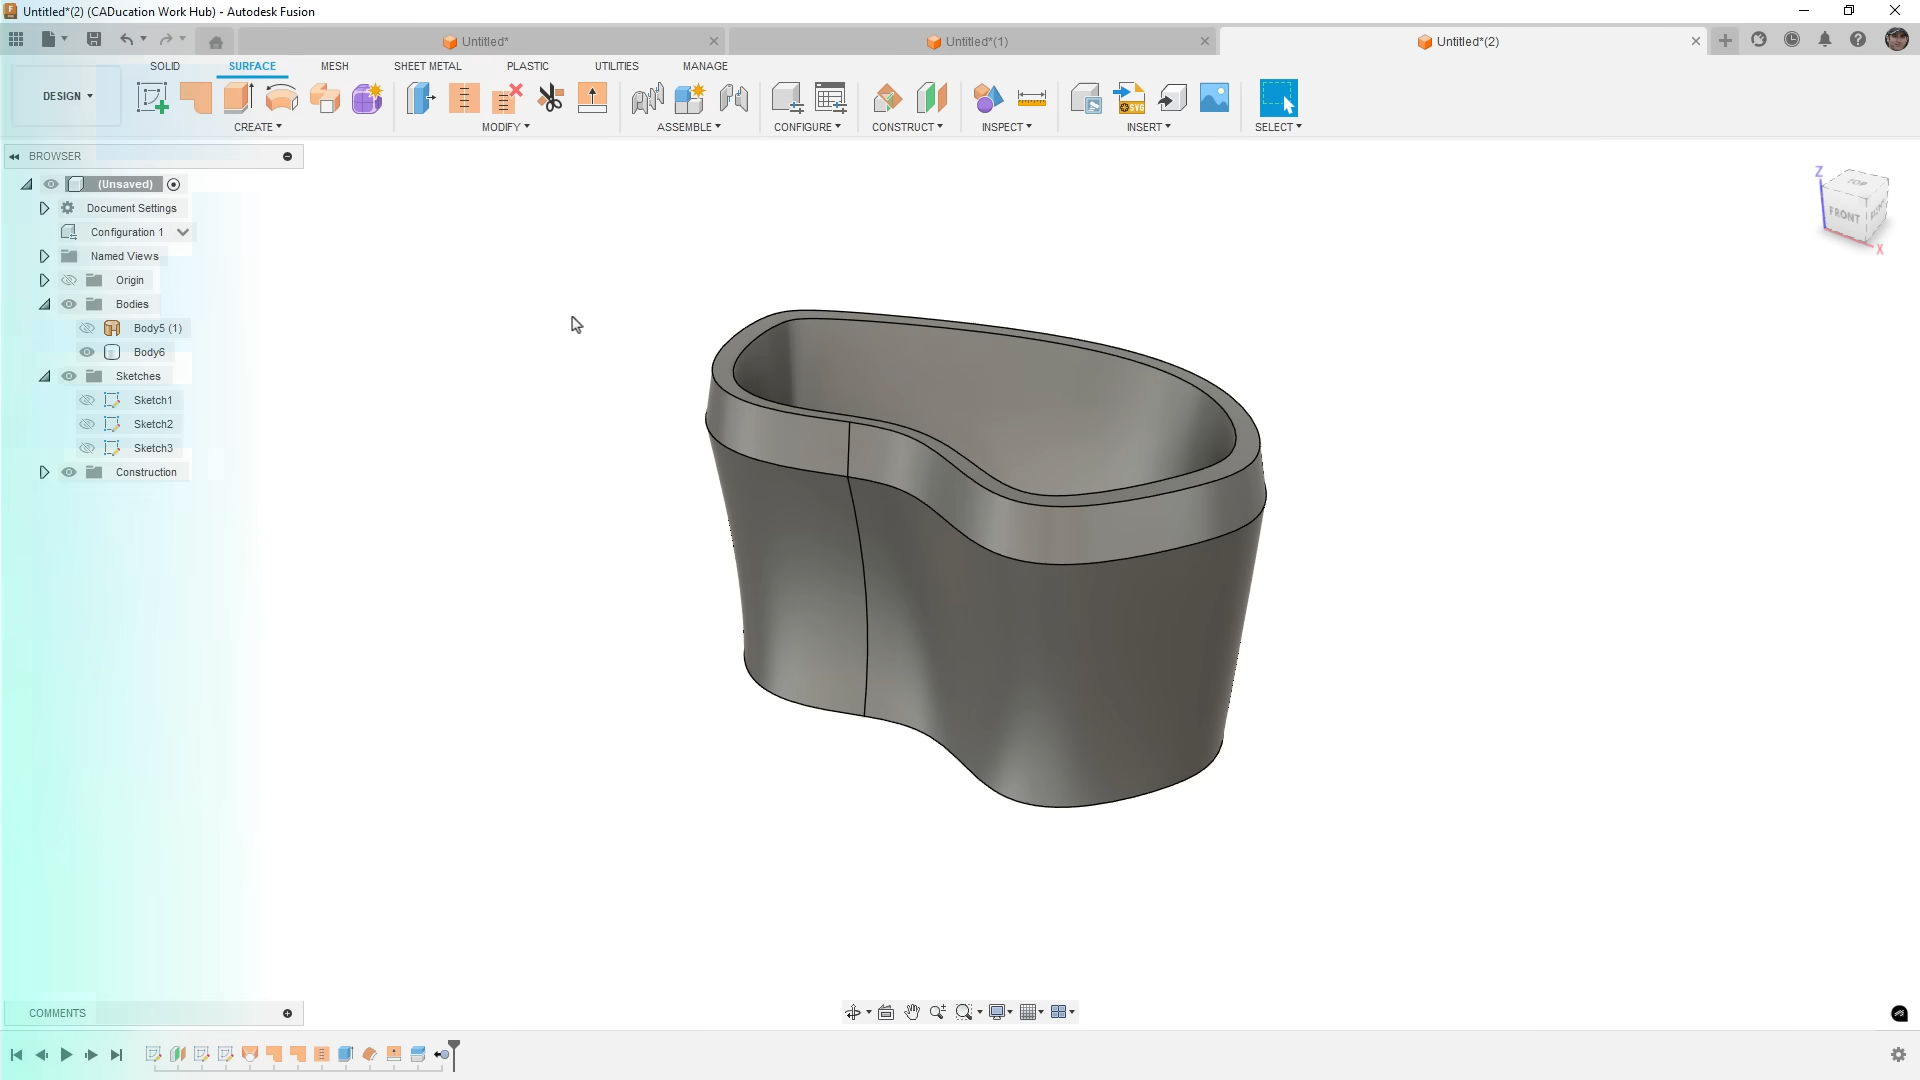 Untitled*(2) (CADucation Work Hub) - Autodesk Fusion
Untitled*
Untitled*(1)
Untitled*(2)
SOLID
SURFACE
MESH
SHEET METAL
PLASTIC
UTILITIES
MANAGE
DESIGN
CREATE
MODIFY
ASSEMBLE
CONFIGURE
CONSTRUCT
INSPECT
INSERT
SELECT
BROWSER
(Unsaved)
Document Settings
Configuration 1
Named Views
Origin
Bodies
Body5 (1)
Body6
Sketches
Sketch1
Sketch2
Sketch3
Construction
Z
TOP
FRONT
RIGHT
X
COMMENTS